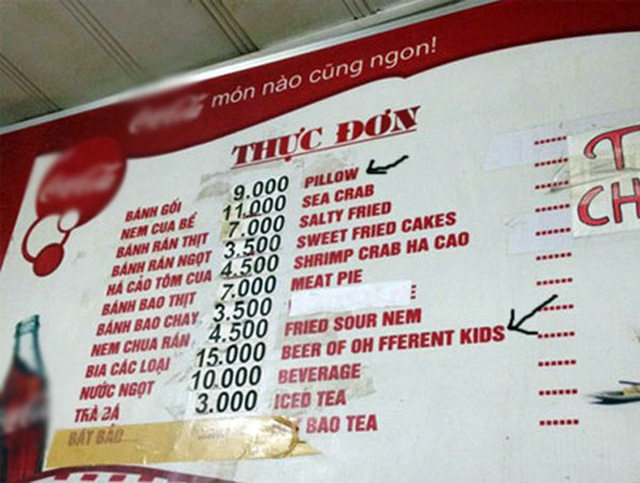 món nào cũng ngon!
THỰC ĐƠN
BÁNH GỐI 9.000 PILLOW
NEM CUA BỂ 11.000 SEA CRAB
BÁNH RÁN THỊT 7.000 SALTY FRIED
BÁNH RÁN NGỌT 3.500 SWEET FRIED CAKES
HÁ CẢO TÔM CUA 4.500 SHRIMP CRAB HA CAO
BÁNH BAO THỊT 7.000 MEAT PIE
BÁNH BAO CHAY 3.500 E
NEM CHUA RÁN 4.500 FRIED SOUR NEM
BIA CÁC LOẠI 15.000 BEER OF OH FFERENT KIDS
NƯỚC NGỌT 10.000 BEVERAGE
TRÀ ĐÁ 3.000 ICED TEA
BÁT BẢO BAO TEA
T
CH